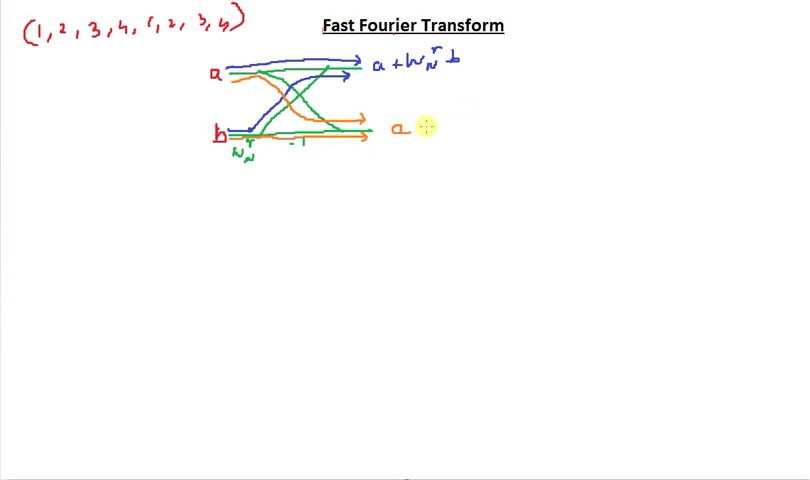 (1, 2, 3, 4, 1, 2, 3, 4)
Fast Fourier Transform
a
a + W_N^r b
b
a
W_N^r
-1